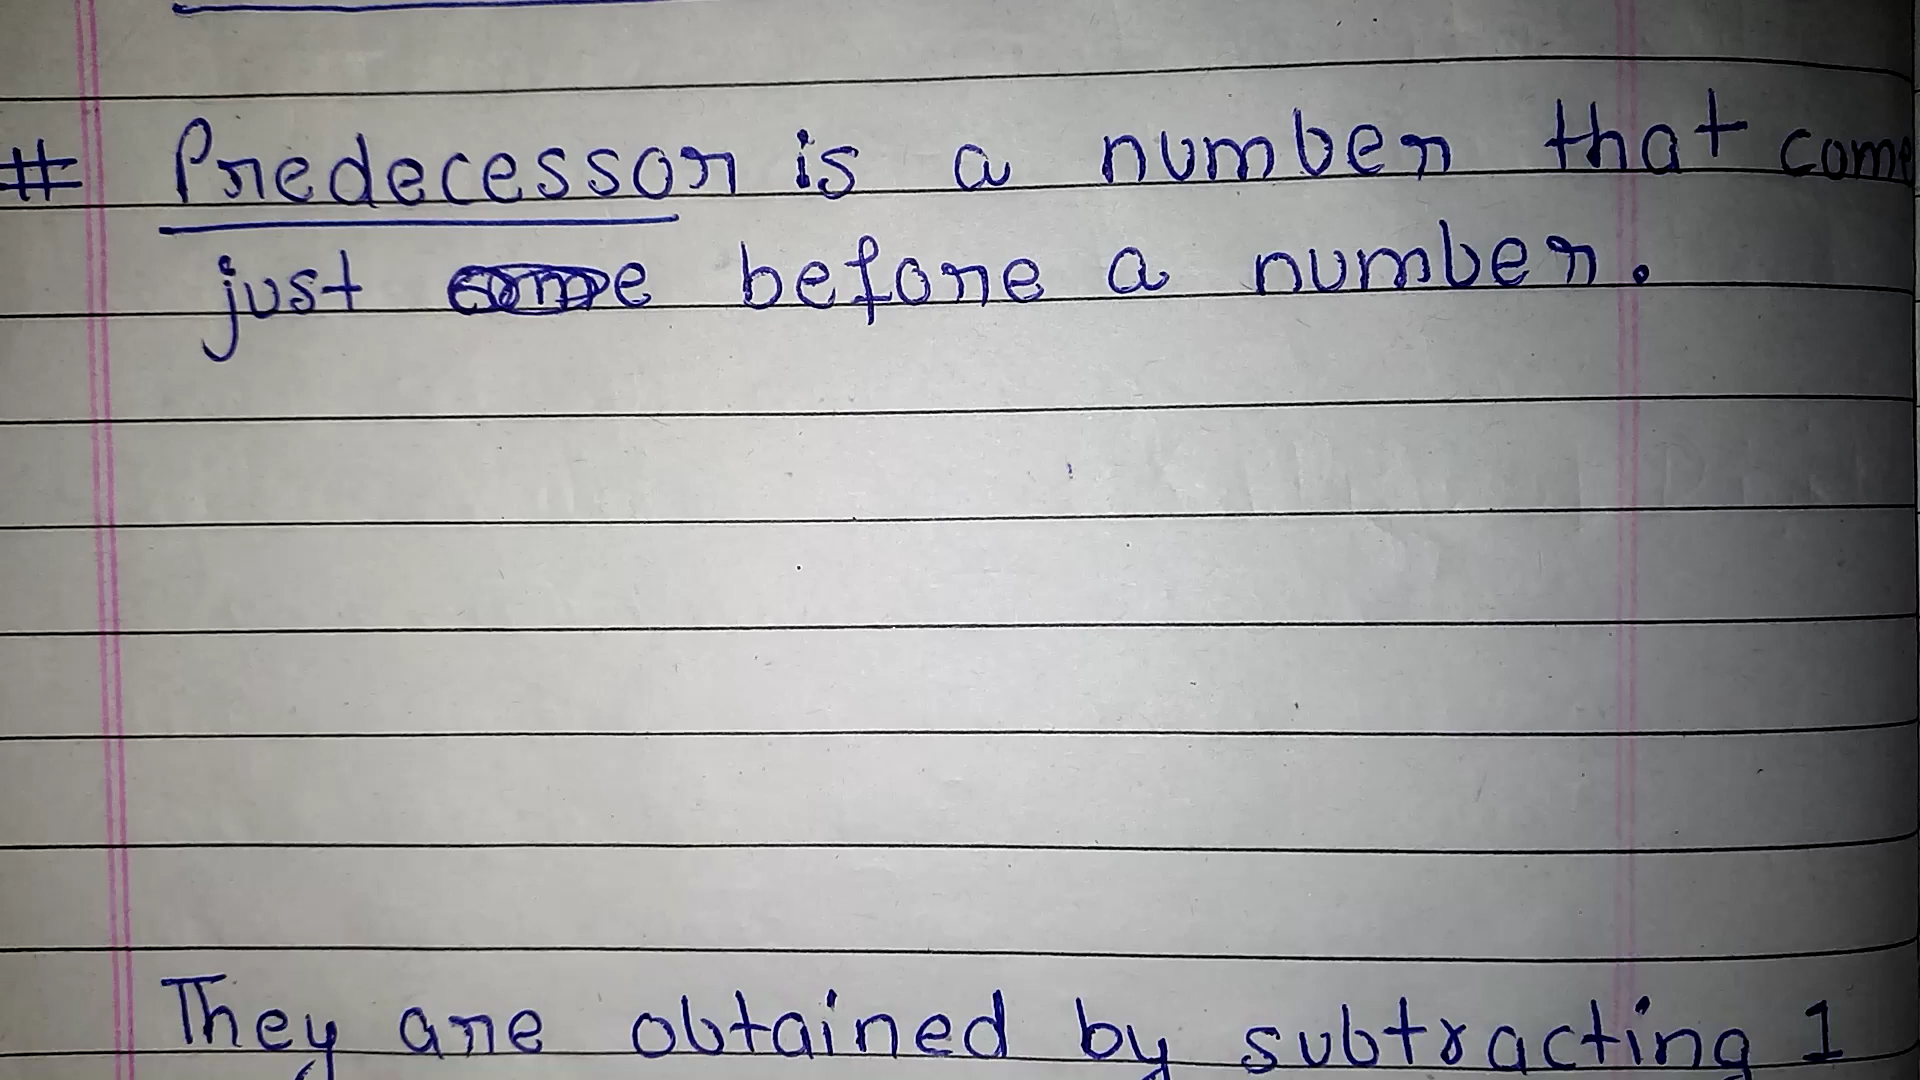 # Predecessor is a number that come
just before a number.
They are obtained by subtracting 1